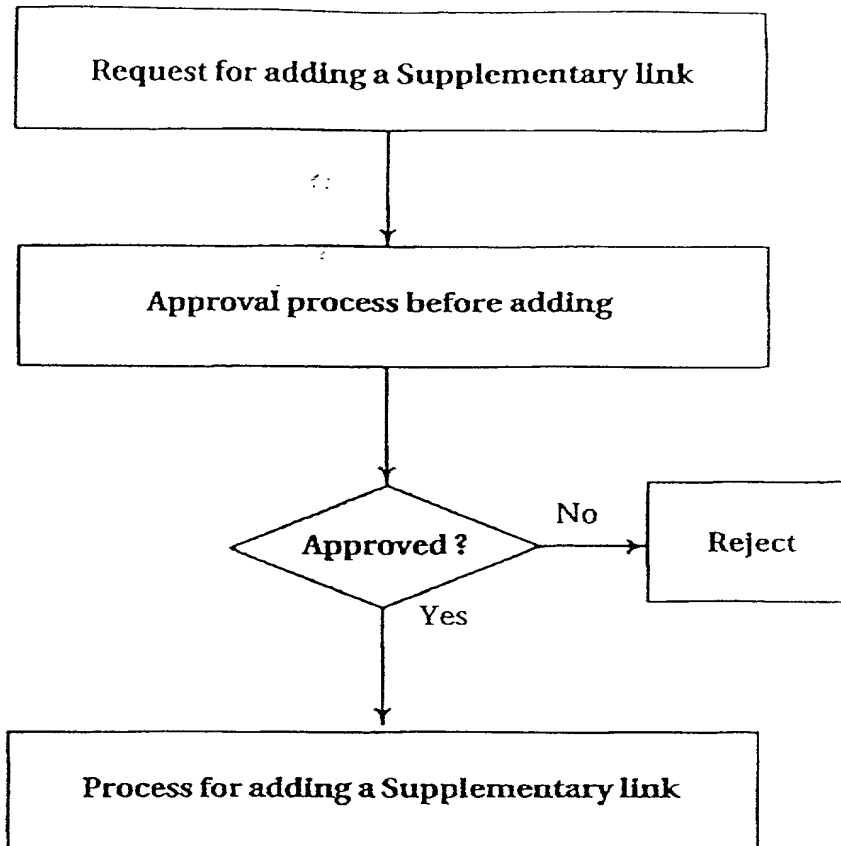 Request for adding a Supplementary link
Approval process before adding
Approved ?
No
Reject
Yes
Process for adding a Supplementary link